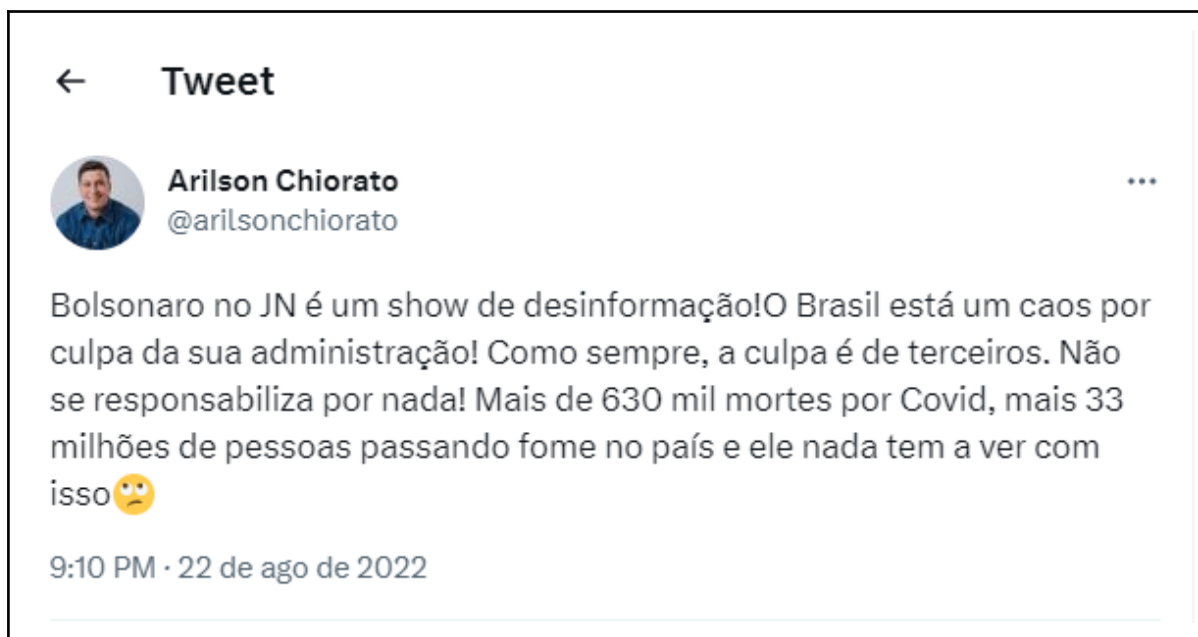 ← Tweet
Arilson Chiorato
@arilsonchiorato
Bolsonaro no JN é um show de desinformação!O Brasil está um caos por
culpa da sua administração! Como sempre, a culpa é de terceiros. Não
se responsabiliza por nada! Mais de 630 mil mortes por Covid, mais 33
milhões de pessoas passando fome no país e ele nada tem a ver com
isso🙄
9:10 PM · 22 de ago de 2022